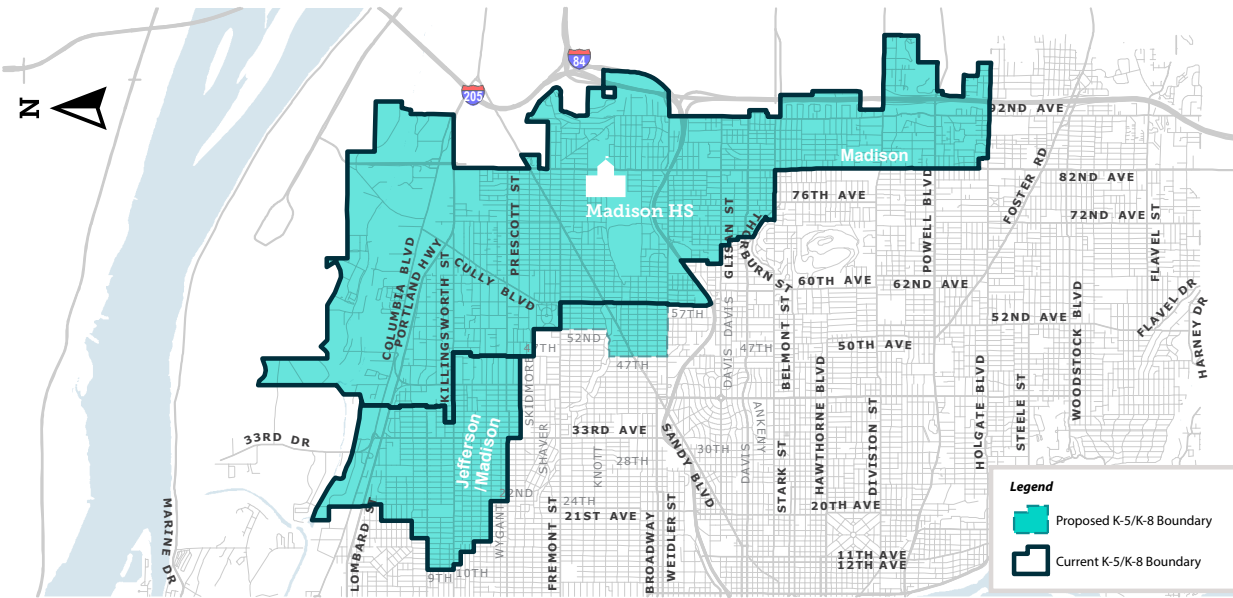 N
84
205
92ND AVE
Madison
FOSTER RD
82ND AVE
76TH AVE
POWELL BLVD
72ND AVE
FLAVEL ST
Madison HS
PRESCOTT ST
GLISAN ST
THORBURN ST
COLUMBIA BLVD
PORTLAND HWY
KILLINGSWORTH ST
CULLY BLVD
60TH AVE
62ND AVE
FLAVEL DR
HARNEY DR
57TH
52ND AVE
DAVIS
DAVIS
BELMONT ST
WOODSTOCK BLVD
52ND
47TH
47TH
47TH
50TH AVE
SKIDMORE
HAWTHORNE BLVD
HOLGATE BLVD
STEELE ST
DIVISION ST
ANKENY
33RD DR
Jefferson
/ Madison
SHAVER
33RD AVE
SANDY BLVD
30TH
DAVIS
STARK ST
KNOTT
28TH
22ND
24TH
21ST AVE
20TH AVE
MARINE DR
LOMBARD ST
WYGANT
FREMONT ST
BROADWAY
WEIDLER ST
9TH
10TH
11TH AVE
12TH AVE
Legend
Proposed K-5/K-8 Boundary
Current K-5/K-8 Boundary